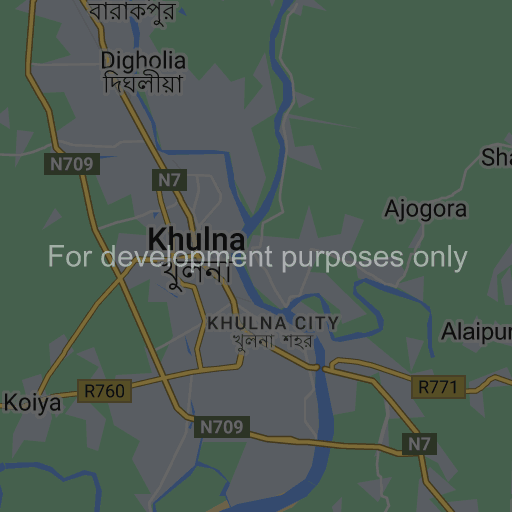 বারাকপুর
Digholia
দিঘলীয়া
N709
N7
Sha
Ajogora
Khulna
খুলনা
For development purposes only
KHULNA CITY
খুলনা শহর
Alaipur
R760
R771
Koiya
N709
N7